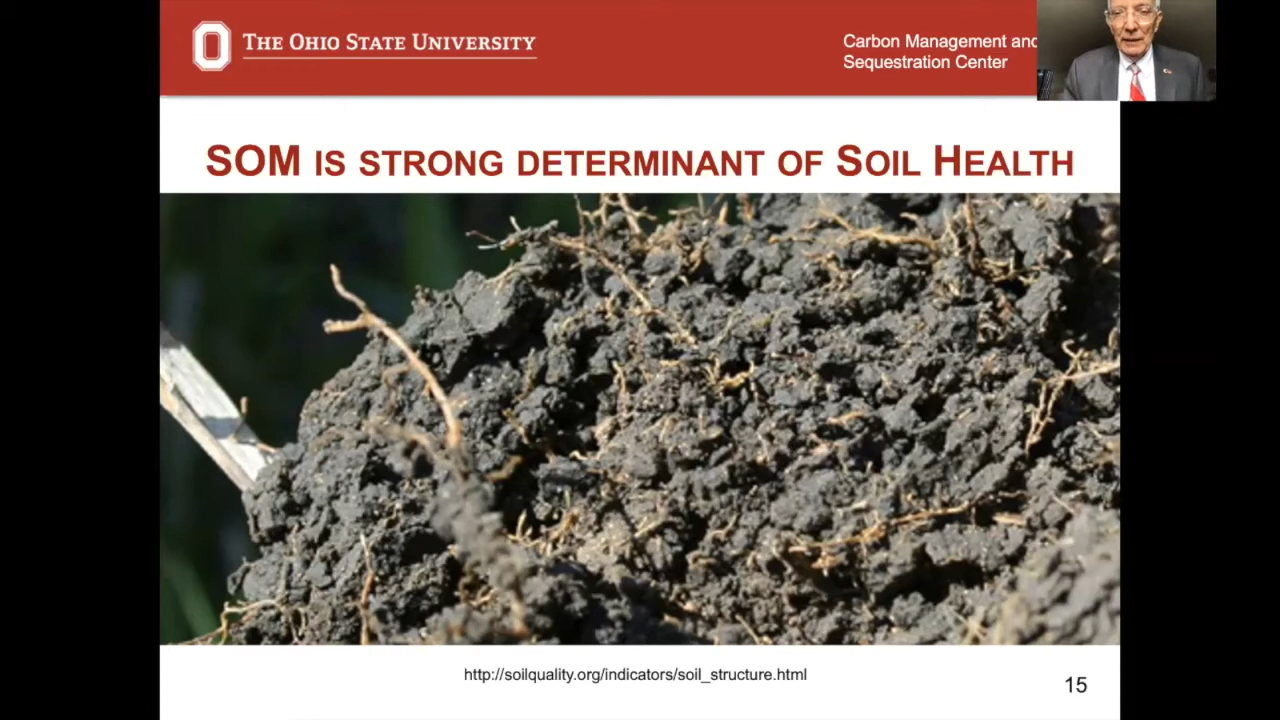 THE OHIO STATE UNIVERSITY
Carbon Management and
Sequestration Center
SOM IS STRONG DETERMINANT OF SOIL HEALTH
http://soilquality.org/indicators/soil_structure.html
15